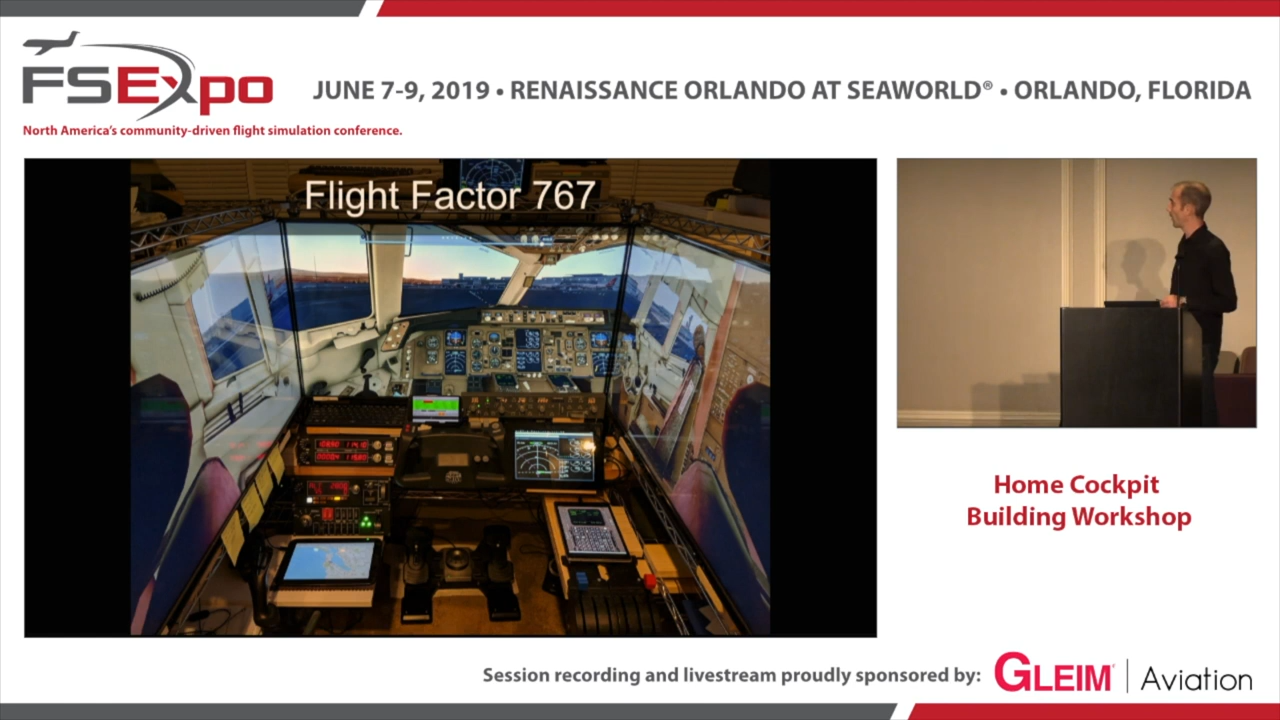 FSExpo
North America's community-driven flight simulation conference.
JUNE 7-9, 2019 • RENAISSANCE ORLANDO AT SEAWORLD® • ORLANDO, FLORIDA
Flight Factor 767
Home Cockpit
Building Workshop
Session recording and livestream proudly sponsored by:
GLEIM® | Aviation